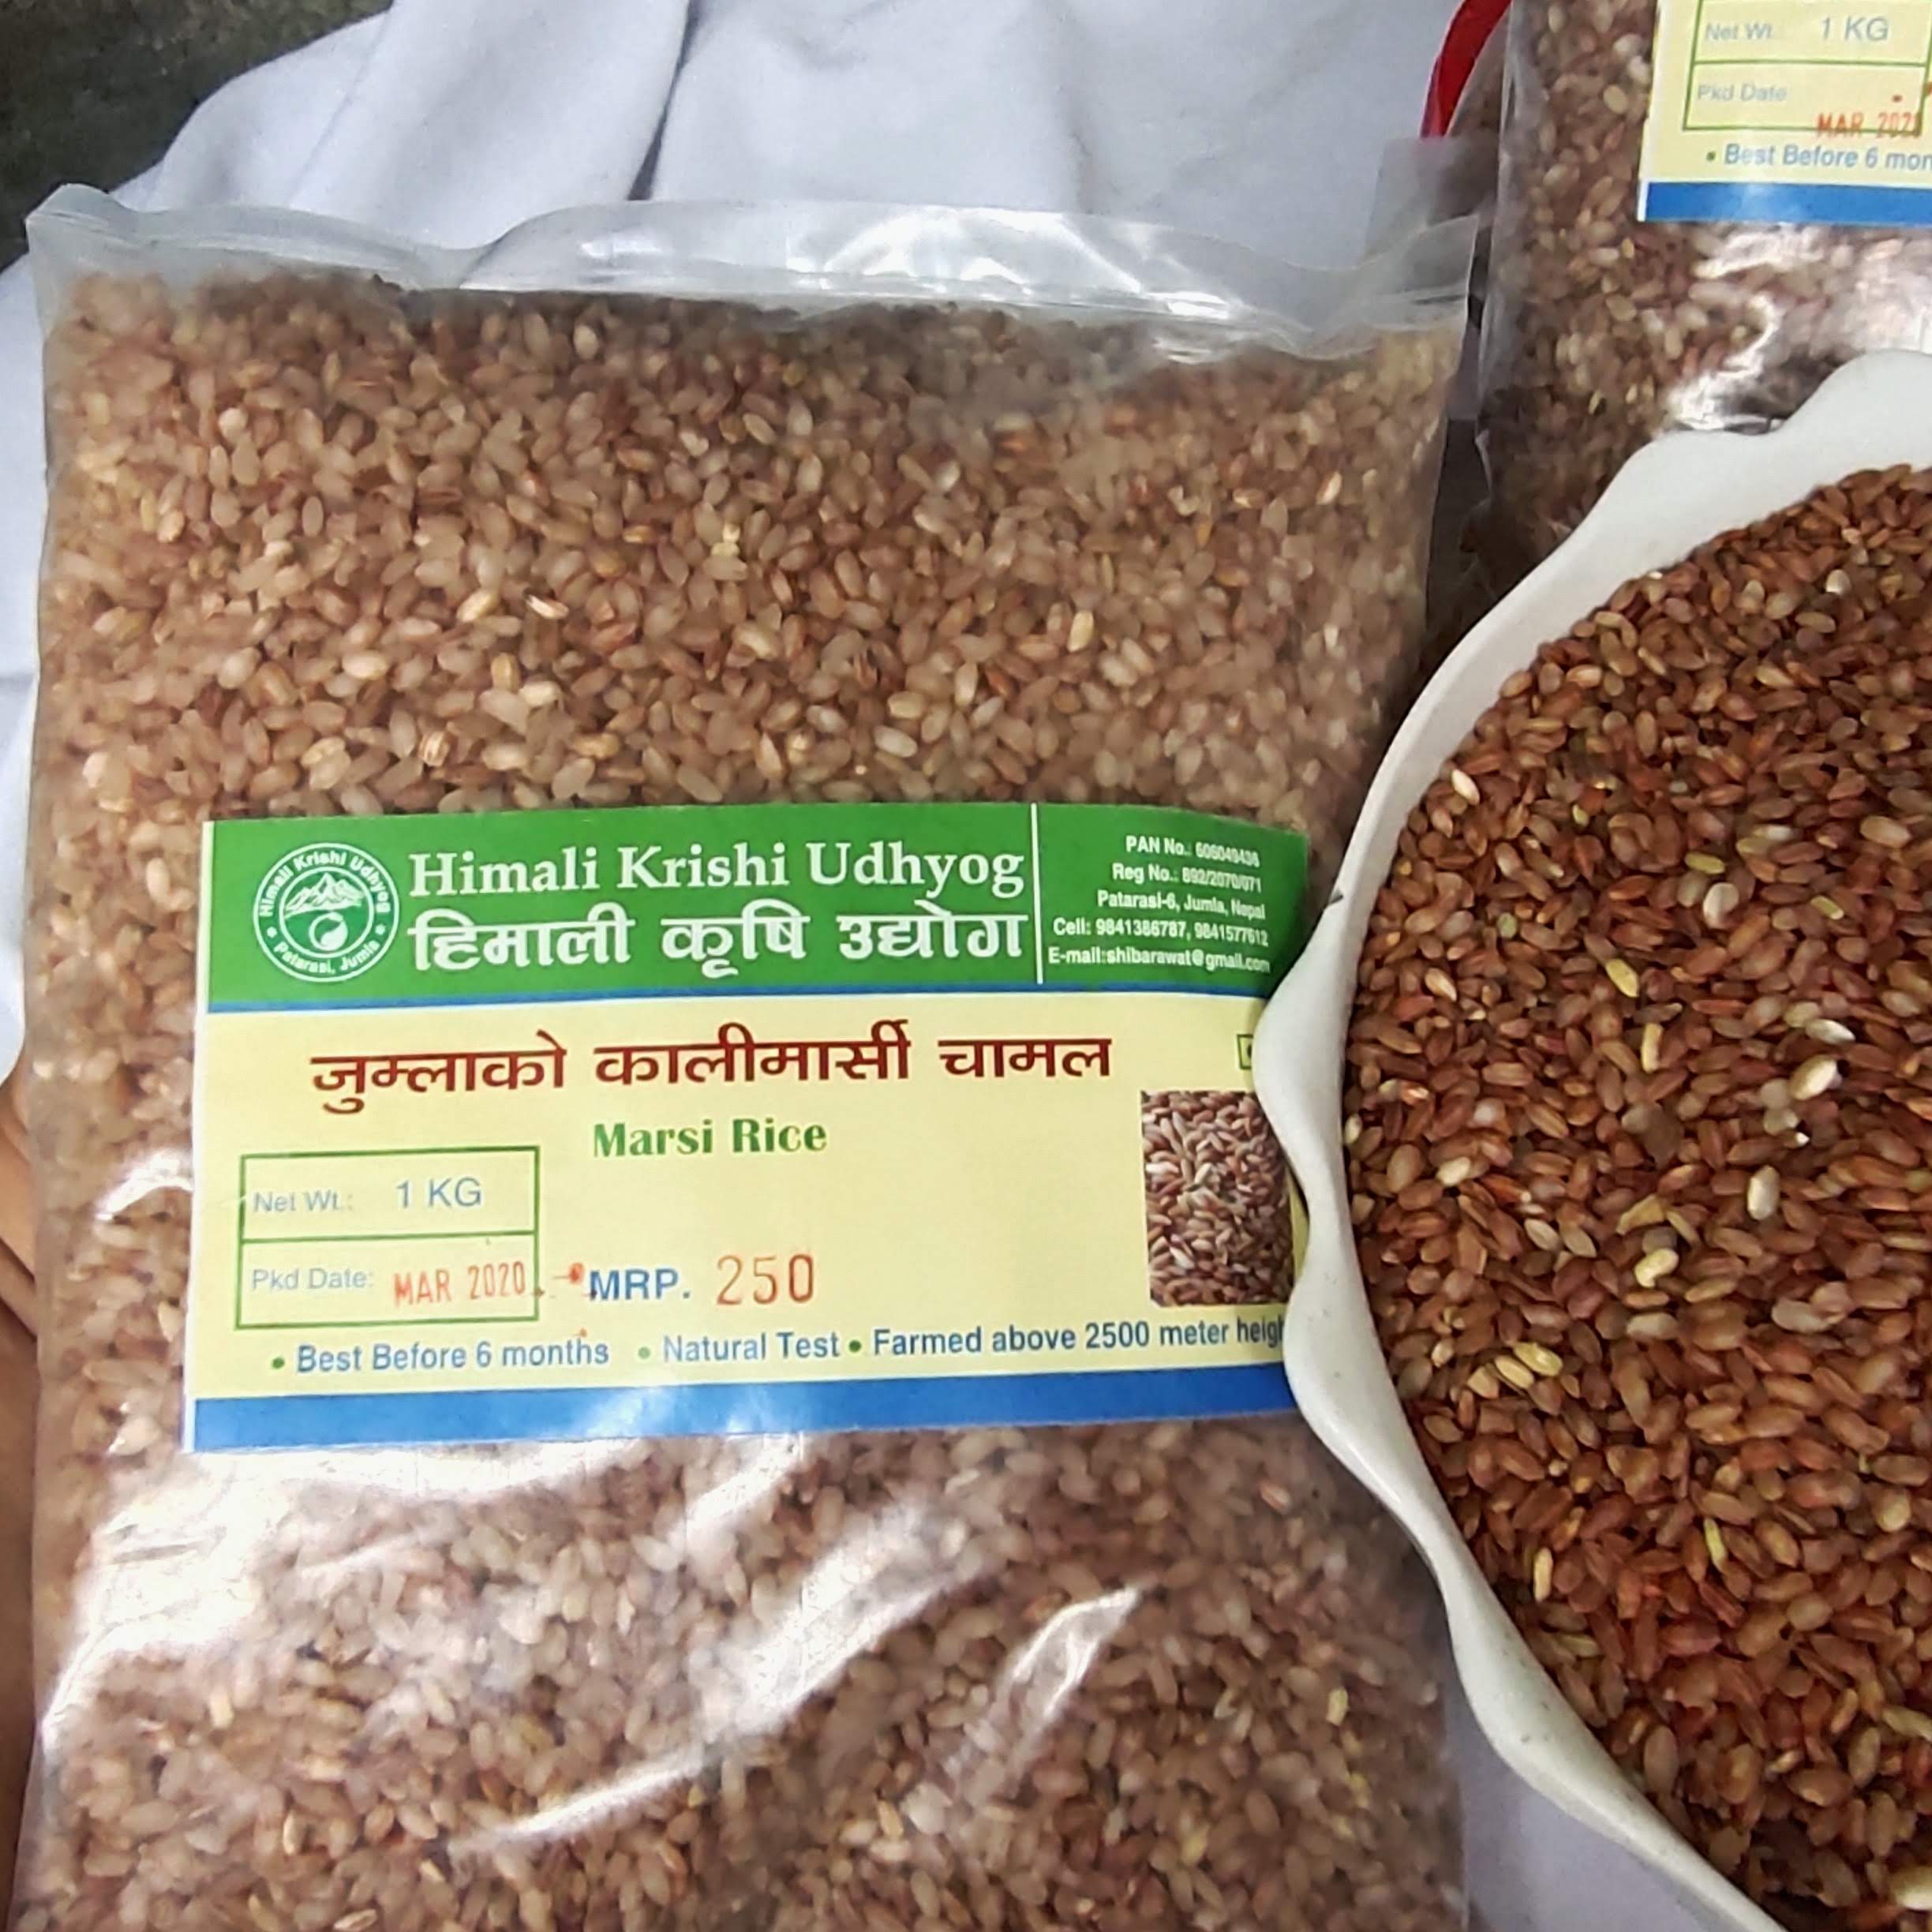 Net Wt. 1 KG
Pkd Date
MAR 202
• Best Before 6 mon
Himali Krishi Udhyog
• Patarasi, Jumla •
Himali Krishi Udhyog
हिमाली कृषि उद्योग
PAN No.: 606049436
Reg No.: 892/2070/071
Patarasi-6, Jumla, Nepal
Cell: 9841386787, 9841577612
E-mail:shibarawat@gmail.com
जुम्लाको कालीमार्सी चामल
Marsi Rice
Net Wt.: 1 KG
Pkd Date: MAR 2020
MRP. 250
• Best Before 6 months • Natural Test • Farmed above 2500 meter heigh